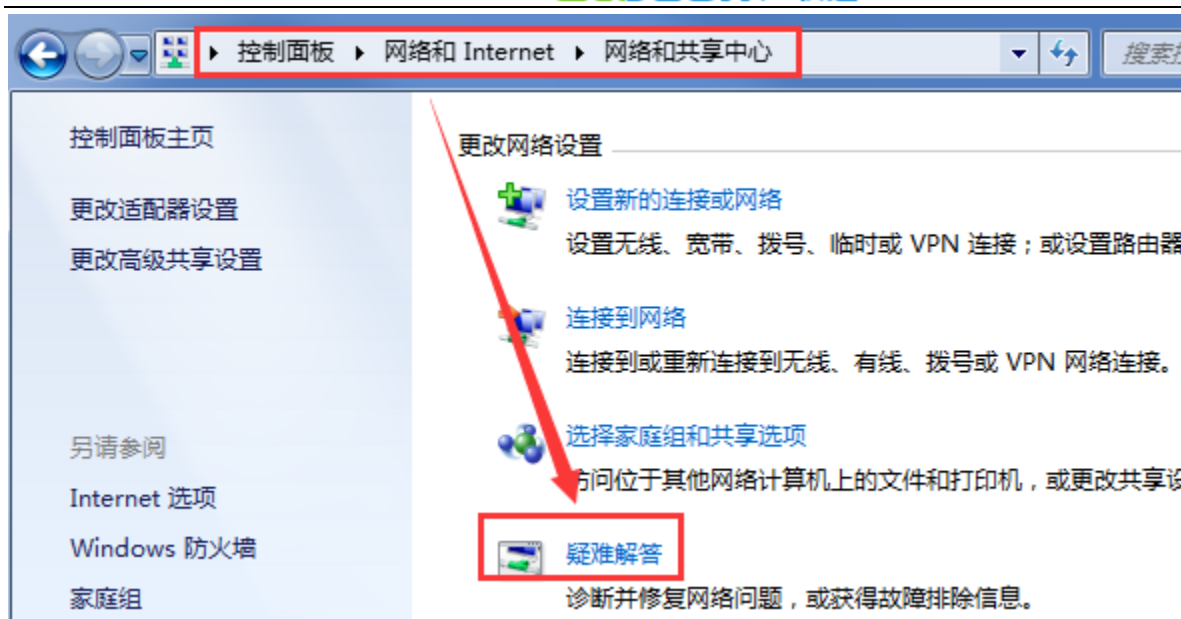 控制面板 ▸ 网络和 Internet ▸ 网络和共享中心
搜索
控制面板主页
更改适配器设置
更改高级共享设置
另请参阅
Internet 选项
Windows 防火墙
家庭组
更改网络设置
设置新的连接或网络
设置无线、宽带、拨号、临时或 VPN 连接；或设置路由器
连接到网络
连接到或重新连接到无线、有线、拨号或 VPN 网络连接。
选择家庭组和共享选项
访问位于其他网络计算机上的文件和打印机，或更改共享设
疑难解答
诊断并修复网络问题，或获得故障排除信息。